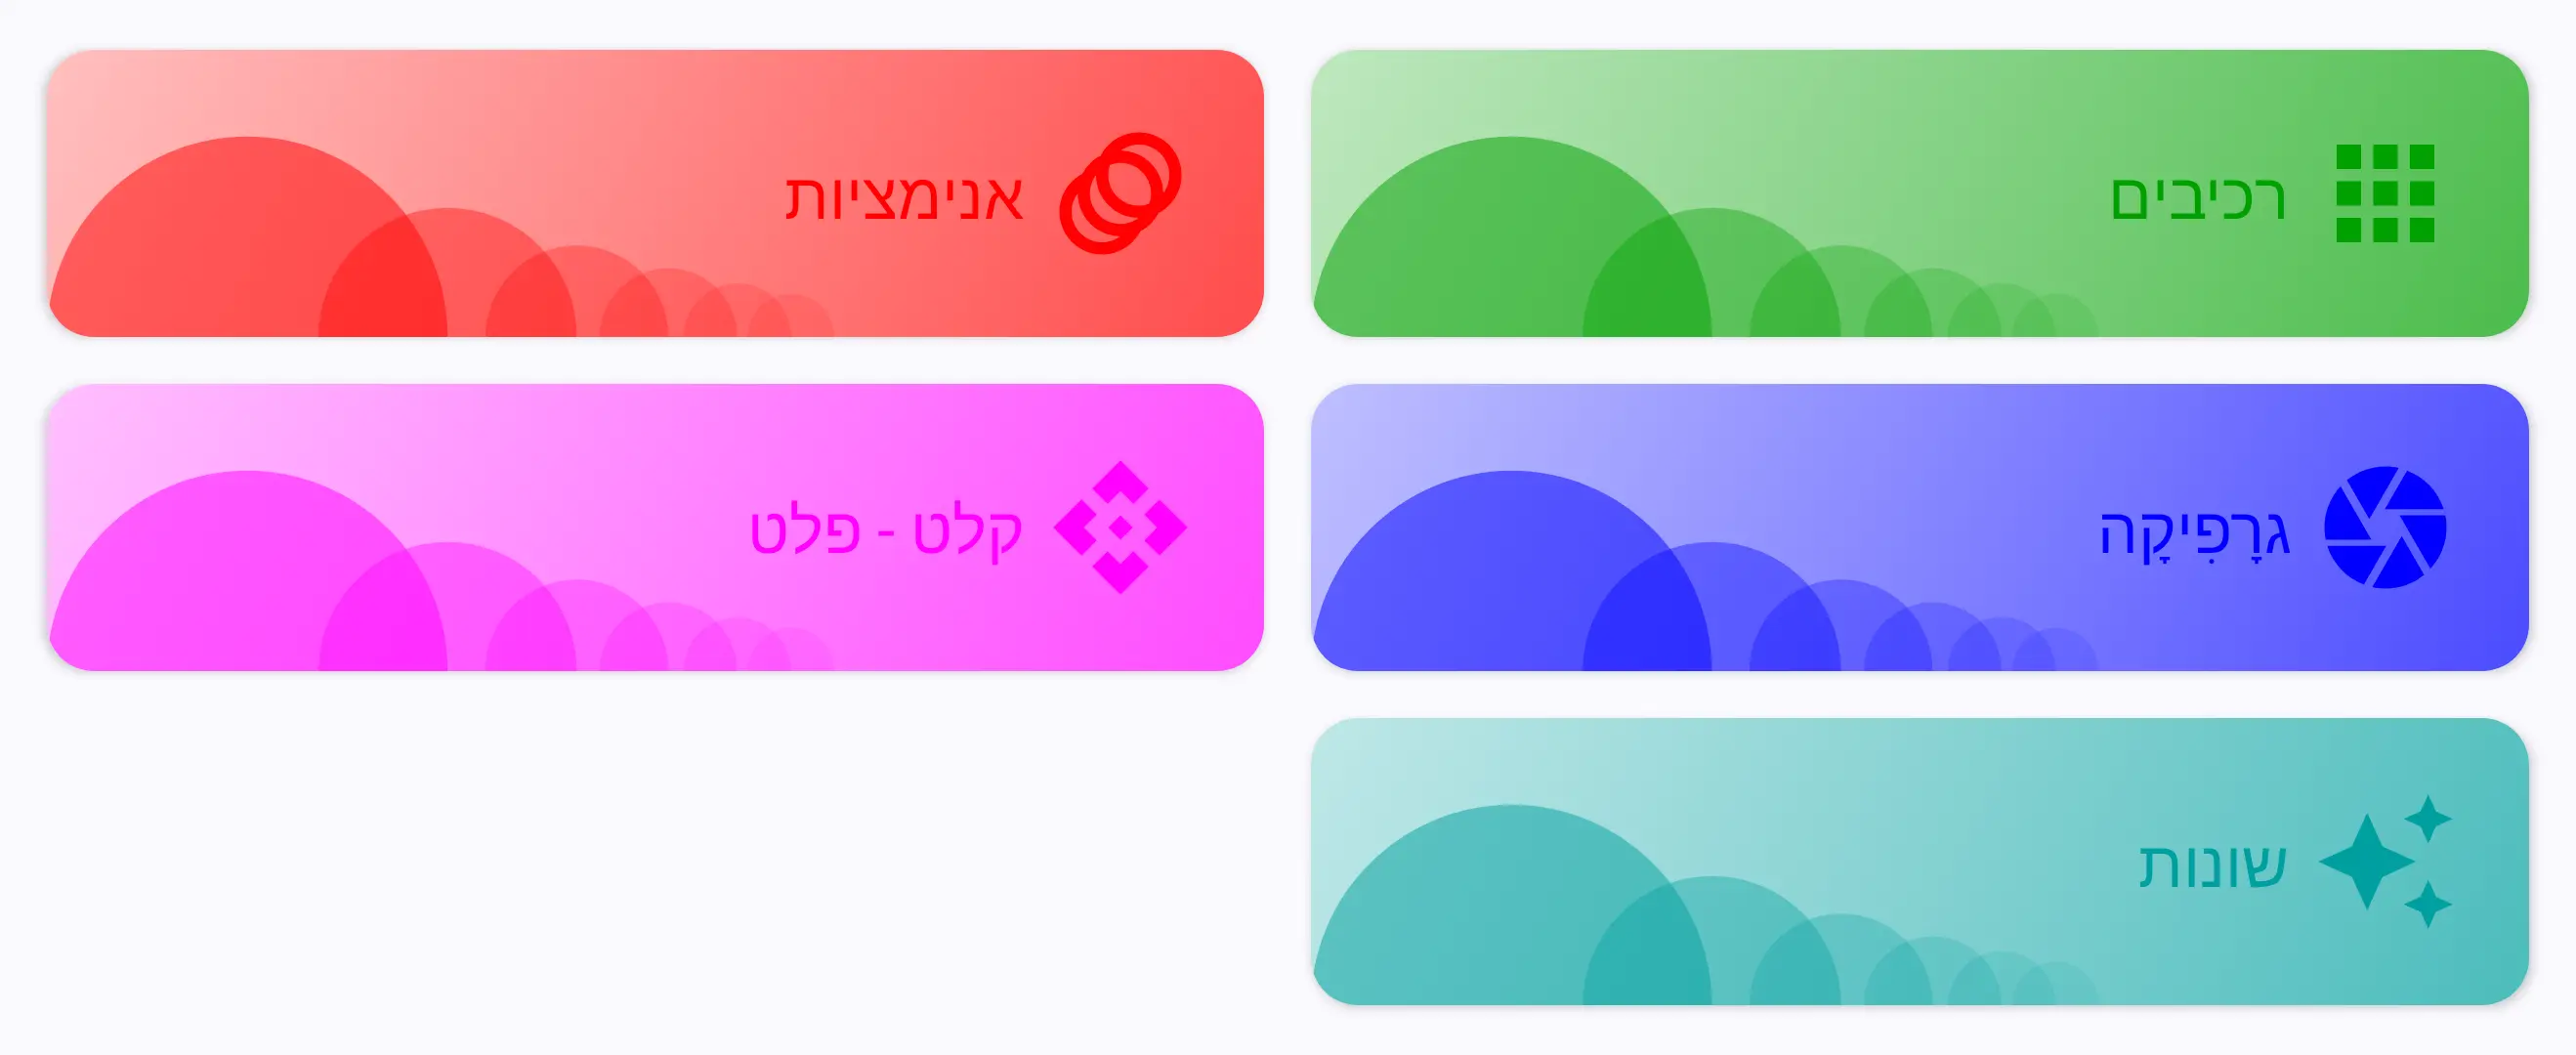 רכיבים
אנימציות
גרָפִיקָה
קלט - פלט
שונות